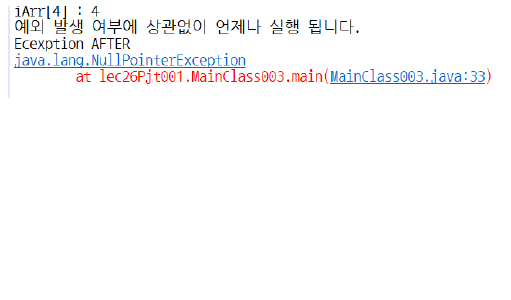 iArr[4] : 4
예외 발생 여부에 상관없이 언제나 실행 됩니다.
Ecexption AFTER
java.lang.NullPointerException
at lec26Pjt001.MainClass003.main(MainClass003.java:33)